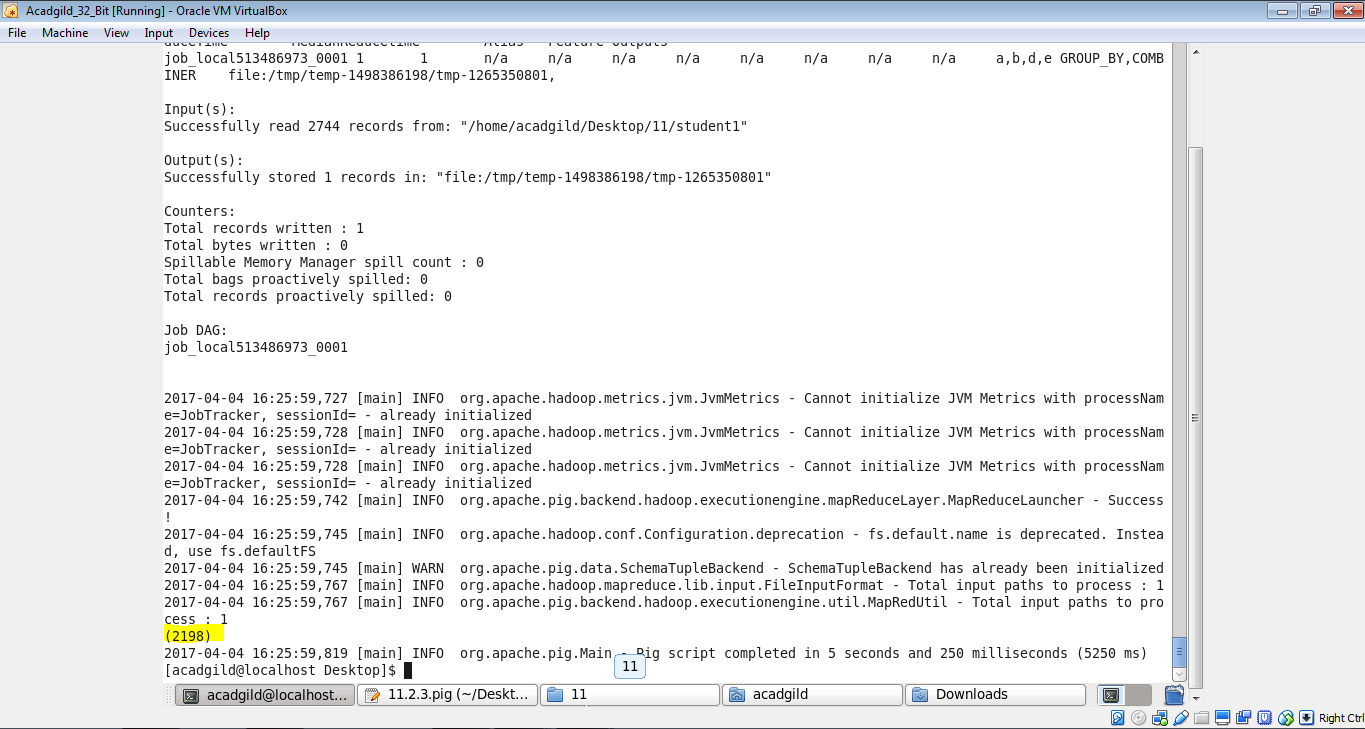 Acadgild_32_Bit [Running] - Oracle VM VirtualBox
File Machine View Input Devices Help
job_local513486973_0001 1 1 n/a n/a n/a n/a n/a n/a n/a n/a a,b,d,e GROUP_BY,COMB
INER file:/tmp/temp-1498386198/tmp-1265350801,
Input(s):
Successfully read 2744 records from: "/home/acadgild/Desktop/11/student1"
Output(s):
Successfully stored 1 records in: "file:/tmp/temp-1498386198/tmp-1265350801"
Counters:
Total records written : 1
Total bytes written : 0
Spillable Memory Manager spill count : 0
Total bags proactively spilled: 0
Total records proactively spilled: 0
Job DAG:
job_local513486973_0001
2017-04-04 16:25:59,727 [main] INFO org.apache.hadoop.metrics.jvm.JvmMetrics - Cannot initialize JVM Metrics with processNam
e=JobTracker, sessionId= - already initialized
2017-04-04 16:25:59,728 [main] INFO org.apache.hadoop.metrics.jvm.JvmMetrics - Cannot initialize JVM Metrics with processNam
e=JobTracker, sessionId= - already initialized
2017-04-04 16:25:59,728 [main] INFO org.apache.hadoop.metrics.jvm.JvmMetrics - Cannot initialize JVM Metrics with processNam
e=JobTracker, sessionId= - already initialized
2017-04-04 16:25:59,742 [main] INFO org.apache.pig.backend.hadoop.executionengine.mapReduceLayer.MapReduceLauncher - Success
!
2017-04-04 16:25:59,745 [main] INFO org.apache.hadoop.conf.Configuration.deprecation - fs.default.name is deprecated. Instea
d, use fs.defaultFS
2017-04-04 16:25:59,745 [main] WARN org.apache.pig.data.SchemaTupleBackend - SchemaTupleBackend has already been initialized
2017-04-04 16:25:59,767 [main] INFO org.apache.hadoop.mapreduce.lib.input.FileInputFormat - Total input paths to process : 1
2017-04-04 16:25:59,767 [main] INFO org.apache.pig.backend.hadoop.executionengine.util.MapRedUtil - Total input paths to pro
cess : 1
(2198)
2017-04-04 16:25:59,819 [main] INFO org.apache.pig.Main - Pig script completed in 5 seconds and 250 milliseconds (5250 ms)
[acadgild@localhost Desktop]$
11
acadgild@localhost... 11.2.3.pig (~/Deskt... 11 acadgild Downloads
Right Ctrl